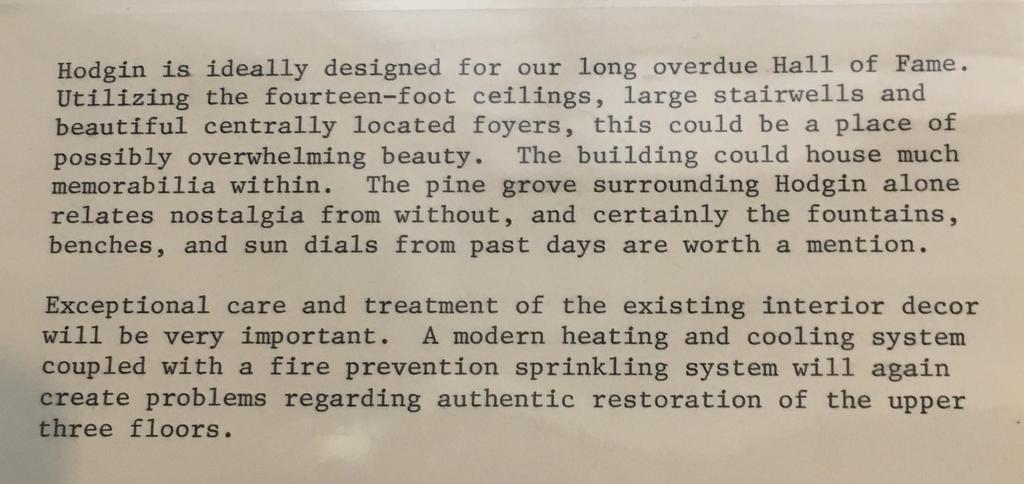 Hodgin is ideally designed for our long overdue Hall of Fame.
Utilizing the fourteen-foot ceilings, large stairwells and
beautiful centrally located foyers, this could be a place of
possibly overwhelming beauty.  The building could house much
memorabilia within.  The pine grove surrounding Hodgin alone
relates nostalgia from without, and certainly the fountains,
benches, and sun dials from past days are worth a mention.

Exceptional care and treatment of the existing interior decor
will be very important.  A modern heating and cooling system
coupled with a fire prevention sprinkling system will again
create problems regarding authentic restoration of the upper
three floors.